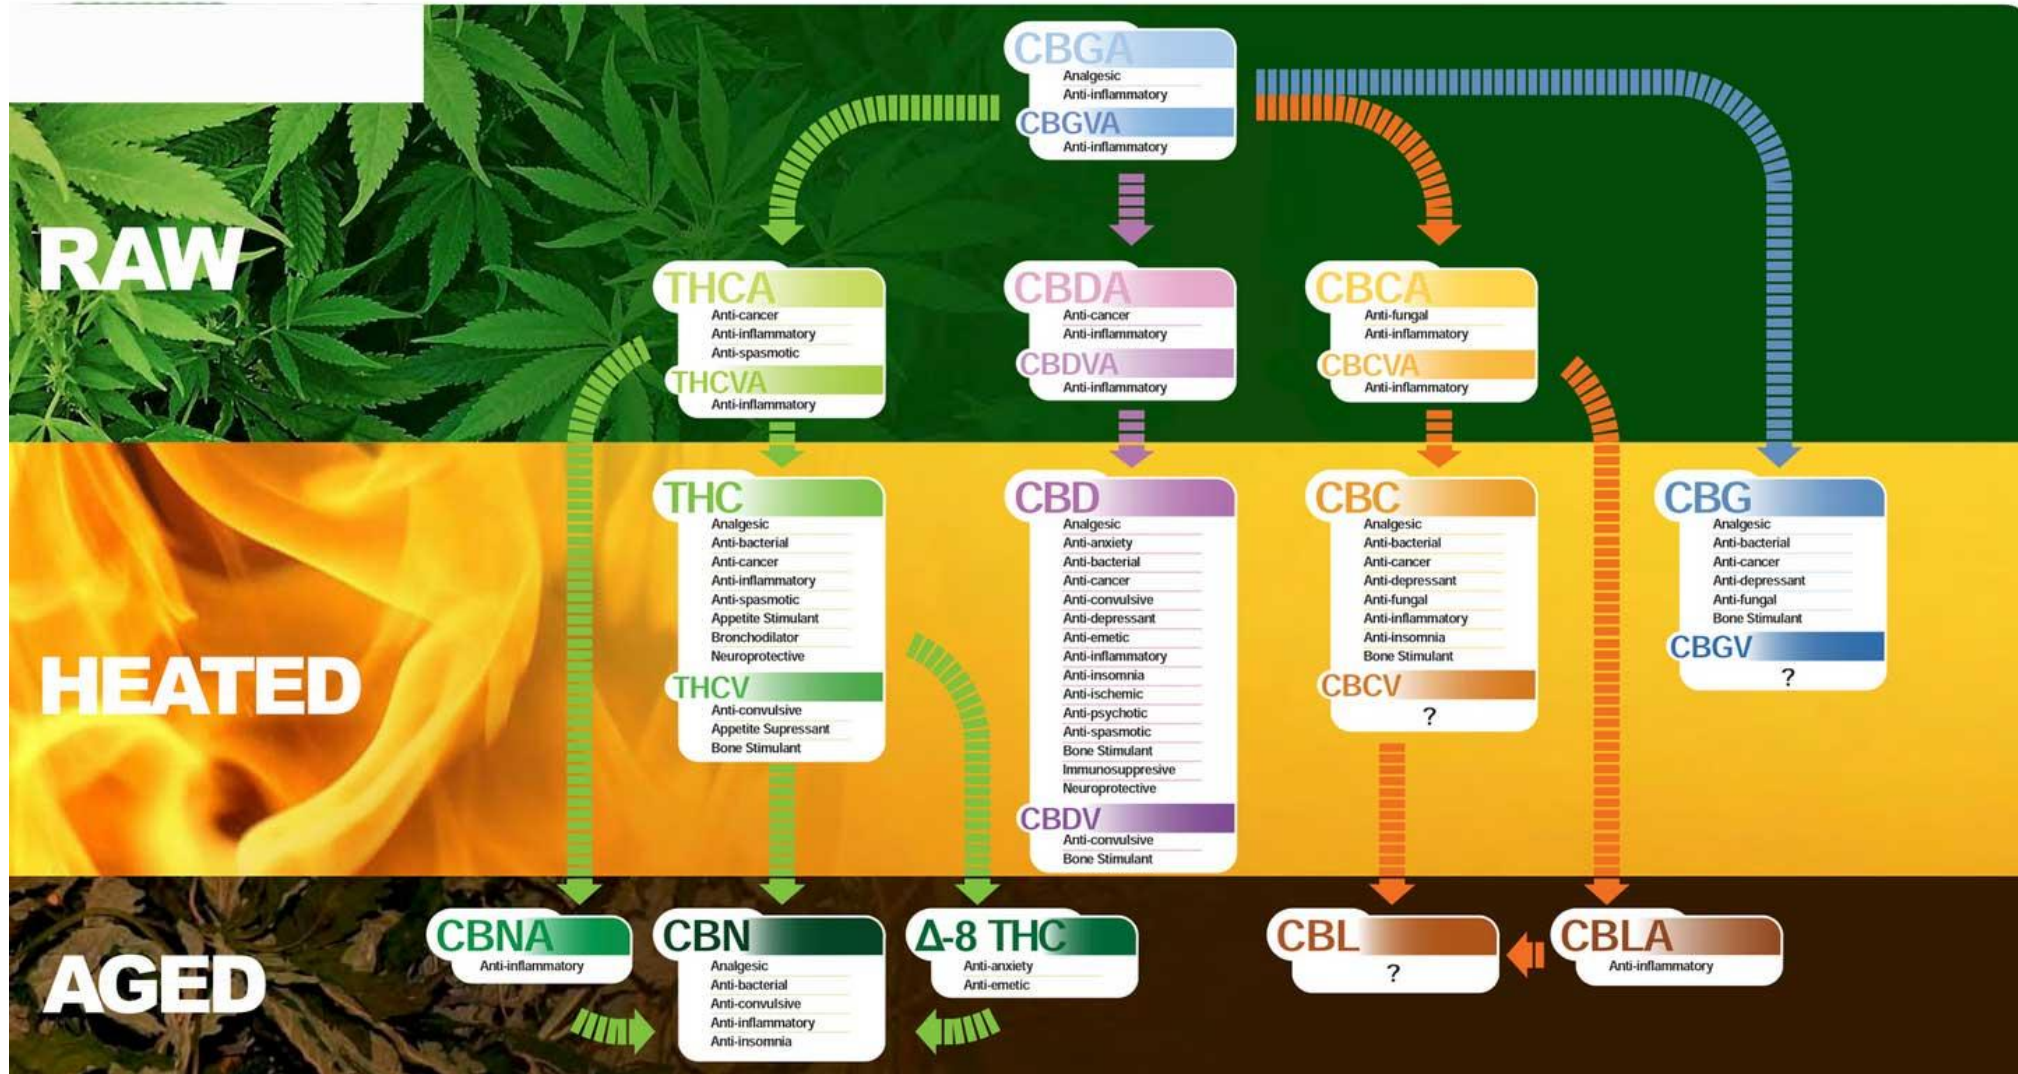 CBGA
Analgesic
Anti-inflammatory
CBGVA
Anti-inflammatory
RAW
THCA
Anti-cancer
Anti-inflammatory
Anti-spasmotic
THCVA
Anti-inflammatory
CBDA
Anti-cancer
Anti-inflammatory
CBDVA
Anti-inflammatory
CBCA
Anti-fungal
Anti-inflammatory
CBCVA
Anti-inflammatory
HEATED
THC
Analgesic
Anti-bacterial
Anti-cancer
Anti-inflammatory
Anti-spasmotic
Appetite Stimulant
Bronchodilator
Neuroprotective
THCV
Anti-convulsive
Appetite Supressant
Bone Stimulant
CBD
Analgesic
Anti-anxiety
Anti-bacterial
Anti-cancer
Anti-convulsive
Anti-depressant
Anti-emetic
Anti-inflammatory
Anti-insomnia
Anti-ischemic
Anti-psychotic
Anti-spasmotic
Bone Stimulant
Immunosuppresive
Neuroprotective
CBDV
Anti-convulsive
Bone Stimulant
CBC
Analgesic
Anti-bacterial
Anti-cancer
Anti-depressant
Anti-fungal
Anti-inflammatory
Anti-insomnia
Bone Stimulant
CBCV
?
CBG
Analgesic
Anti-bacterial
Anti-cancer
Anti-depressant
Anti-fungal
Bone Stimulant
CBGV
?
AGED
CBNA
Anti-inflammatory
CBN
Analgesic
Anti-bacterial
Anti-convulsive
Anti-inflammatory
Anti-insomnia
Δ-8 THC
Anti-anxiety
Anti-emetic
CBL
?
CBLA
Anti-inflammatory